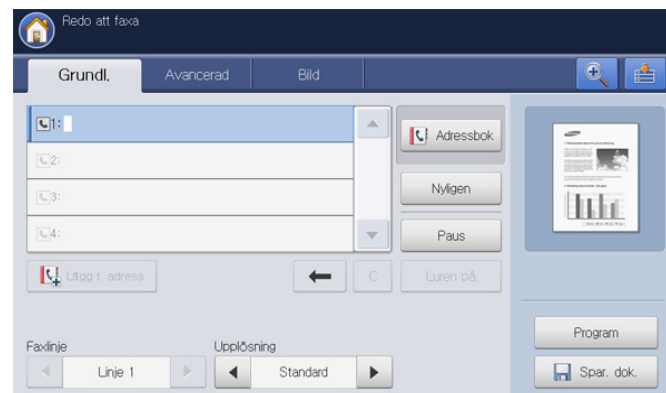 Redo att faxa
Grundl.
Avancerad
Bild
1:
2:
3:
4:
Adressbok
Nyligen
Paus
Lägg t. adress
C
Luren på
Faxlinje
Upplösning
Linje 1
Standard
Program
Spar. dok.